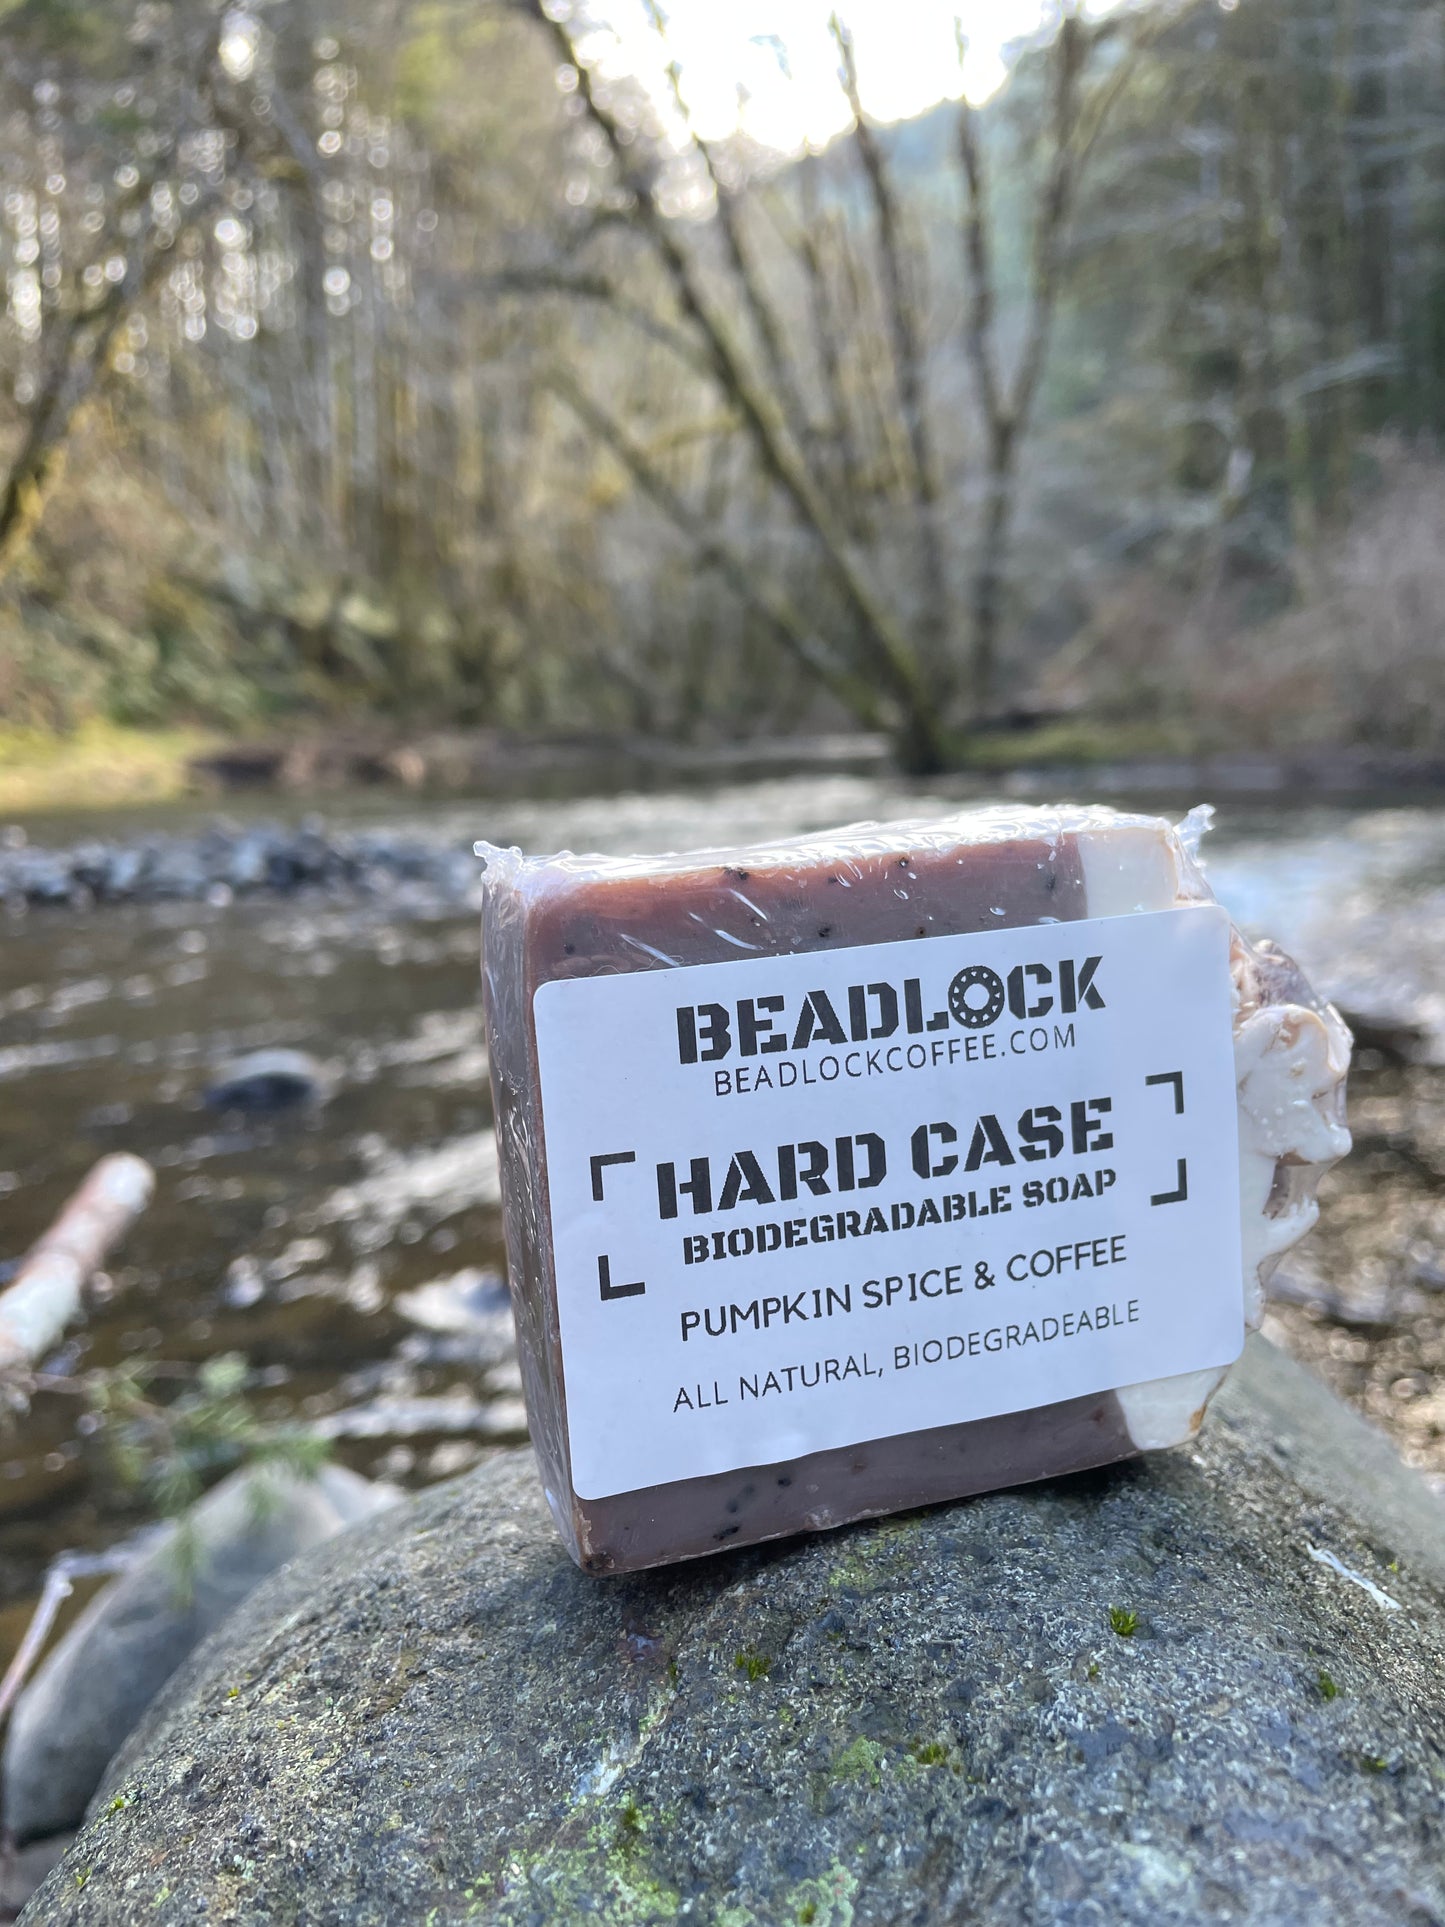 BEADLOCK
BEADLOCKCOFFEE.COM
HARD CASE
BIODEGRADABLE SOAP
PUMPKIN SPICE & COFFEE
ALL NATURAL, BIODEGRADEABLE